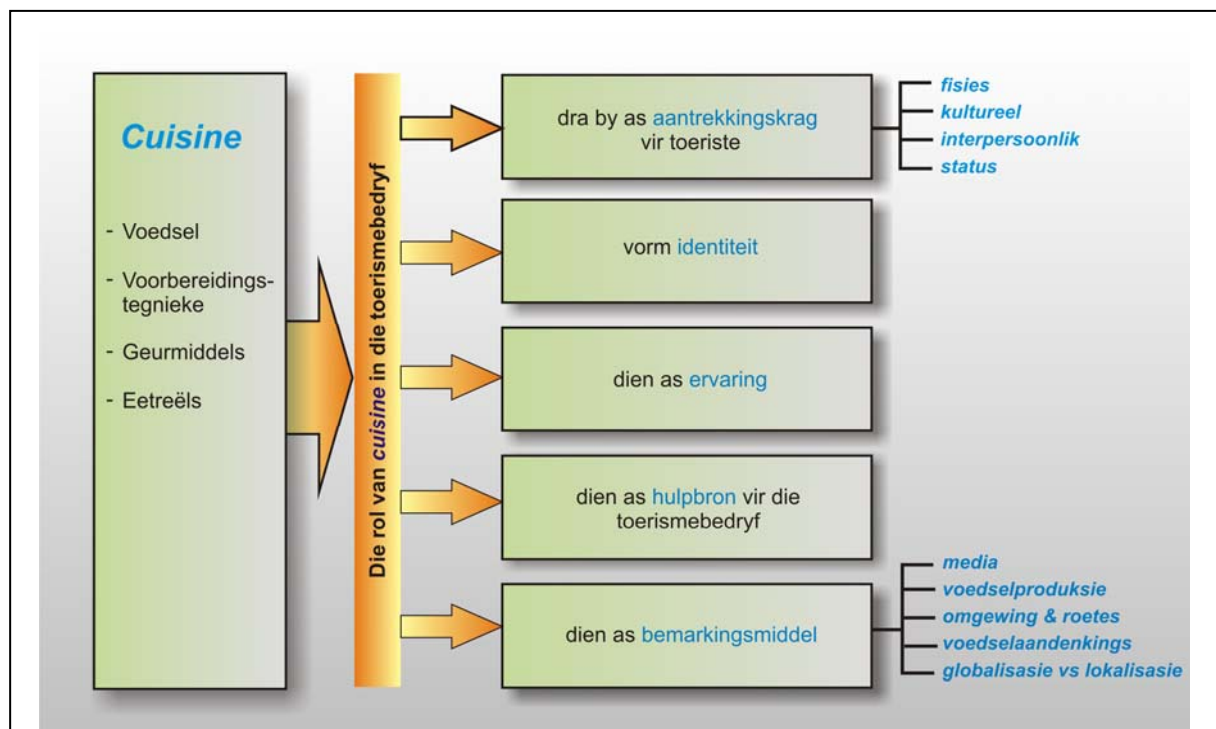 Cuisine
- Voedsel
- Voorbereidings-
tegnieke
- Geurmiddels
- Eetreëls
Die rol van cuisine in die toerismebedryf
dra by as aantrekkingskrag
vir toeriste
fisies
kultureel
interpersoonlik
status
vorm identiteit
dien as ervaring
dien as hulpbron vir die
toerismebedryf
dien as bemarkingsmiddel
media
voedselproduksie
omgewing & roetes
voedselaandenkings
globalisasie vs lokalisasie